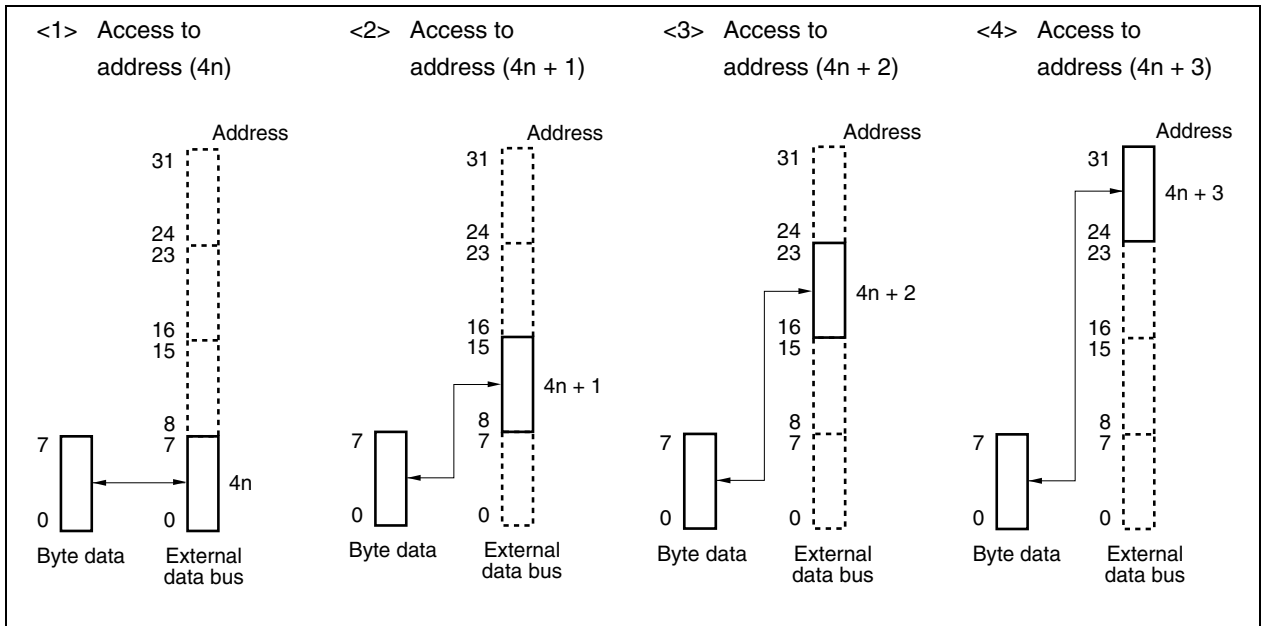 <1> Access to
address (4n)
Address
31
24
23
16
15
8
7
0
4n
7
0
Byte data
External
data bus
<2> Access to
address (4n + 1)
31
24
23
16
15
8
7
0
4n + 1
7
0
Byte data
External
data bus
<3> Access to
address (4n + 2)
Address
31
24
23
16
15
8
7
0
4n + 2
7
0
Byte data
External
data bus
<4> Access to
address (4n + 3)
Address
31
24
23
16
15
8
7
0
4n + 3
7
0
Byte data
External
data bus